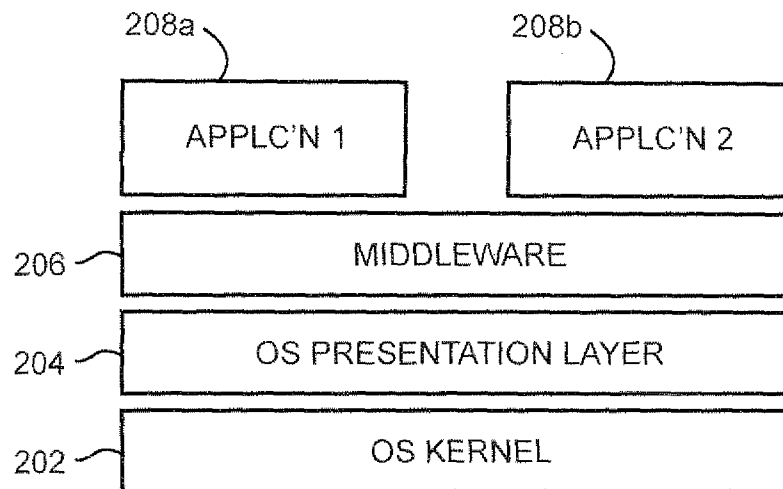 208a
208b
APPLC'N 1
APPLC'N 2
206
MIDDLEWARE
204
OS PRESENTATION LAYER
202
OS KERNEL